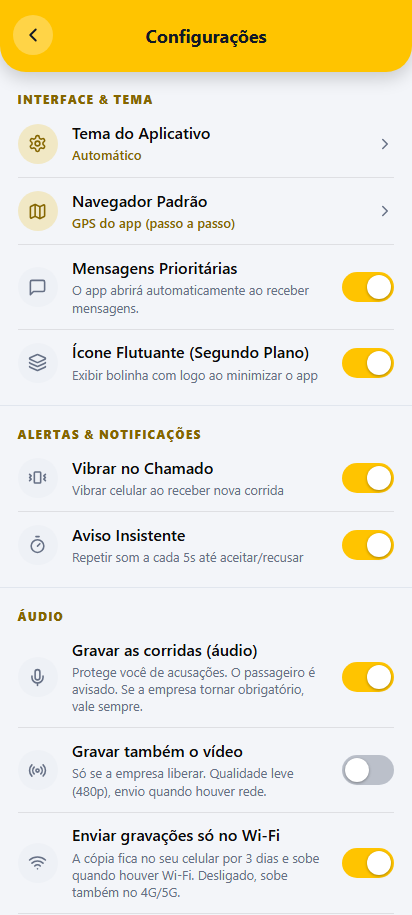 Configurações
INTERFACE & TEMA
Tema do Aplicativo
Automático
Navegador Padrão
GPS do app (passo a passo)
Mensagens Prioritárias
O app abrirá automaticamente ao receber
mensagens.
Ícone Flutuante (Segundo Plano)
Exibir bolinha com logo ao minimizar o app
ALERTAS & NOTIFICAÇÕES
Vibrar no Chamado
Vibrar celular ao receber nova corrida
Aviso Insistente
Repetir som a cada 5s até aceitar/recusar
ÁUDIO
Gravar as corridas (áudio)
Protege você de acusações. O passageiro é
avisado. Se a empresa tornar obrigatório,
vale sempre.
Gravar também o vídeo
Só se a empresa liberar. Qualidade leve
(480p), envio quando houver rede.
Enviar gravações só no Wi-Fi
A cópia fica no seu celular por 3 dias e sobe
quando houver Wi-Fi. Desligado, sobe
também no 4G/5G.